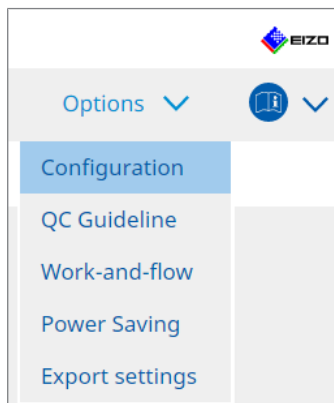 EIZO
Options
Configuration
QC Guideline
Work-and-flow
Power Saving
Export settings